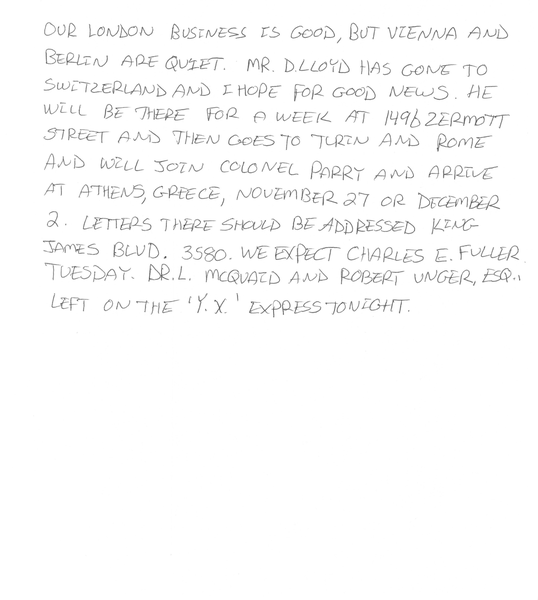 OUR LONDON BUSINESS IS GOOD, BUT VIENNA AND
BERLIN ARE QUIET. MR. D. LLOYD HAS GONE TO
SWITZERLAND AND I HOPE FOR GOOD NEWS. HE
WILL BE THERE FOR A WEEK AT 1496 ZERMOTT
STREET AND THEN GOES TO TURIN AND ROME
AND WILL JOIN COLONEL PARRY AND ARRIVE
AT ATHENS, GREECE, NOVEMBER 27 OR DECEMBER
2. LETTERS THERE SHOULD BE ADDRESSED KING
JAMES BLVD. 3580. WE EXPECT CHARLES E. FULLER
TUESDAY. DR. L. MCQUAID AND ROBERT UNGER, ESQ.,
LEFT ON THE 'Y.X.' EXPRESS TONIGHT.